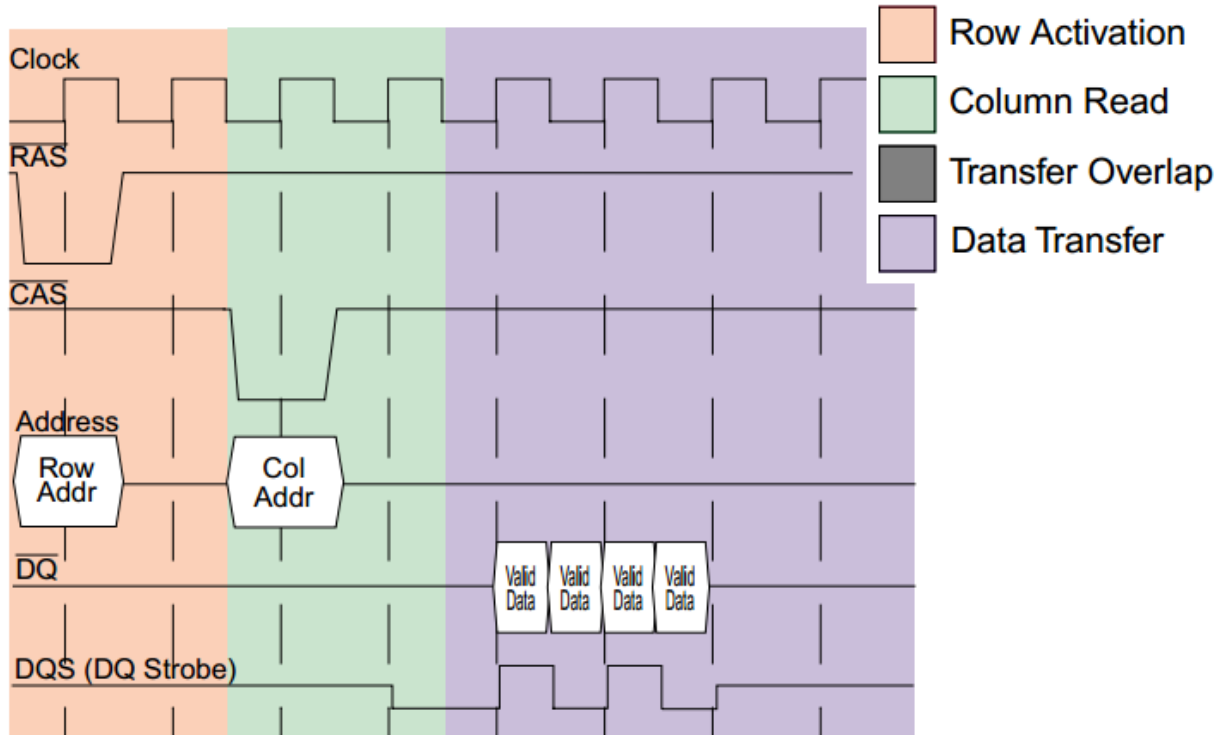 Clock
RAS
CAS
Address
Row
Addr
Col
Addr
DQ
Valid
Data
Valid
Data
Valid
Data
Valid
Data
DQS (DQ Strobe)
Row Activation
Column Read
Transfer Overlap
Data Transfer